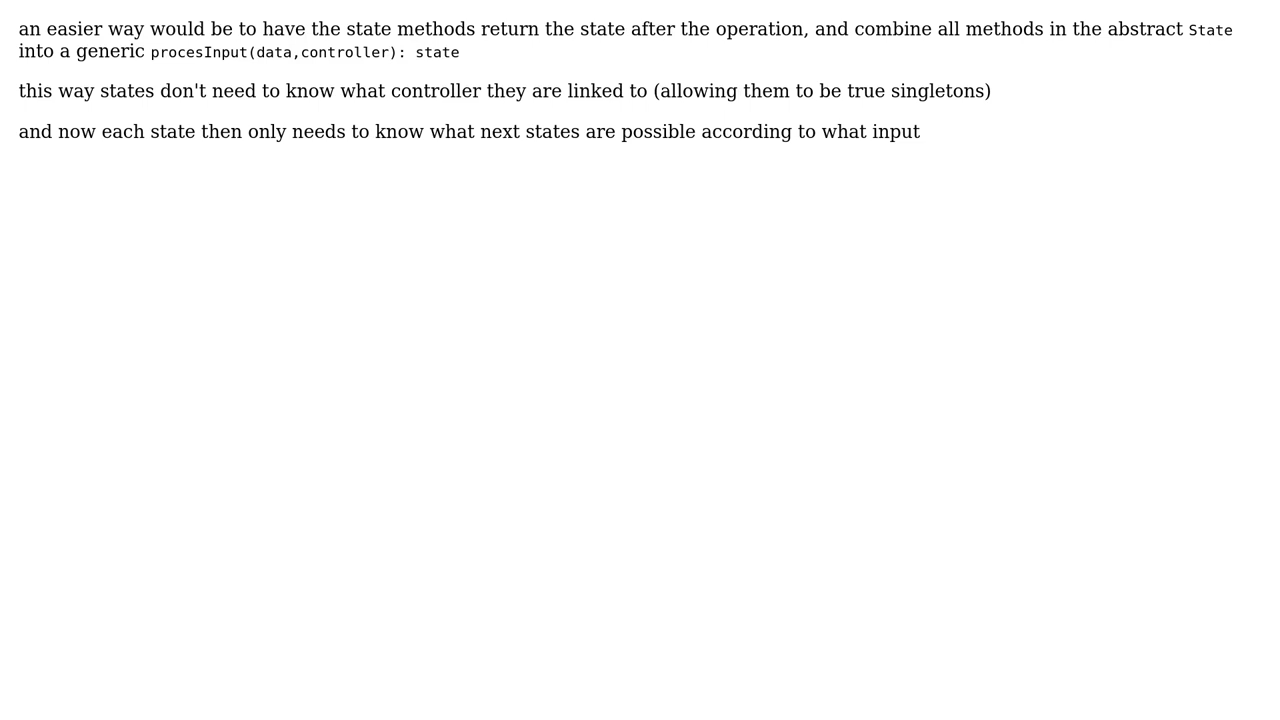 an easier way would be to have the state methods return the state after the operation, and combine all methods in the abstract State
into a generic procesInput(data,controller): state
this way states don't need to know what controller they are linked to (allowing them to be true singletons)
and now each state then only needs to know what next states are possible according to what input